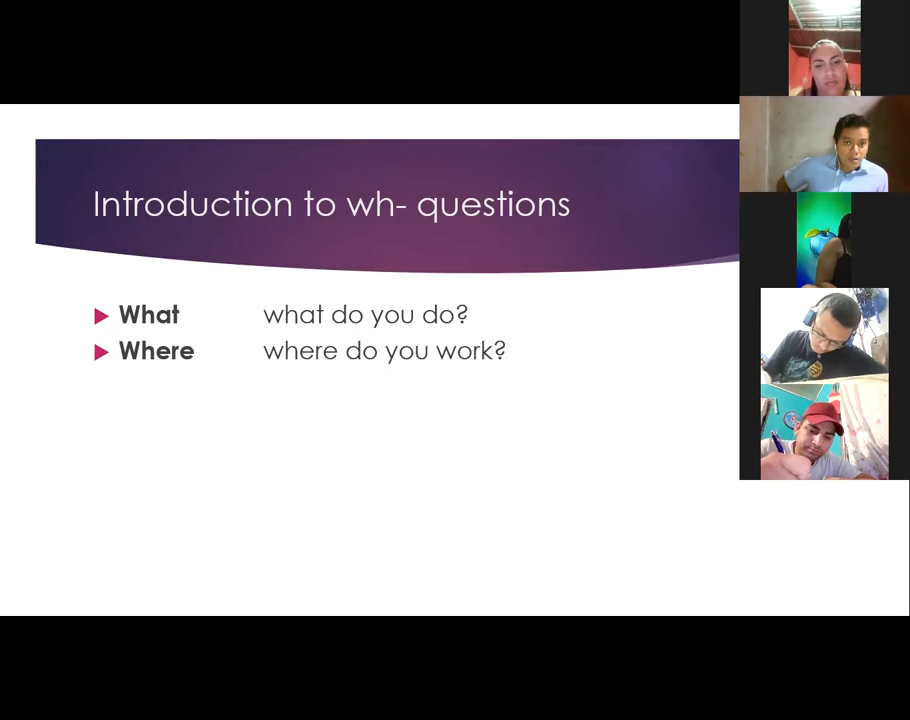 Introduction to wh- questions
What what do you do?
Where where do you work?